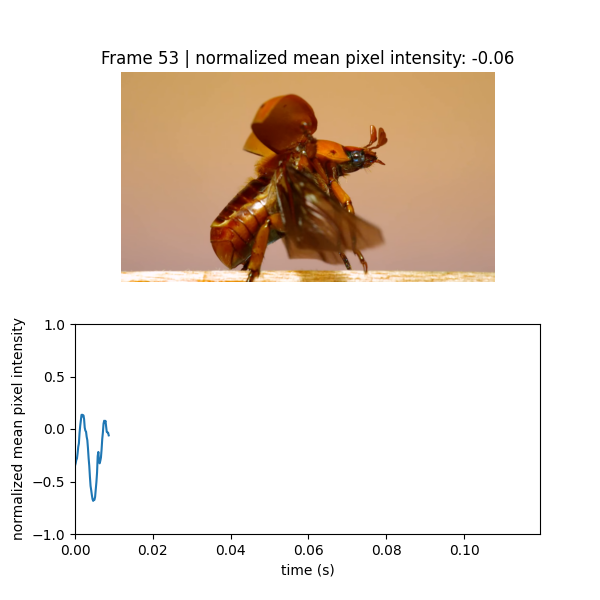 Frame 53 | normalized mean pixel intensity: -0.06
normalized mean pixel intensity
1.0
0.5
0.0
−0.5
−1.0
0.00 0.02 0.04 0.06 0.08 0.10
time (s)